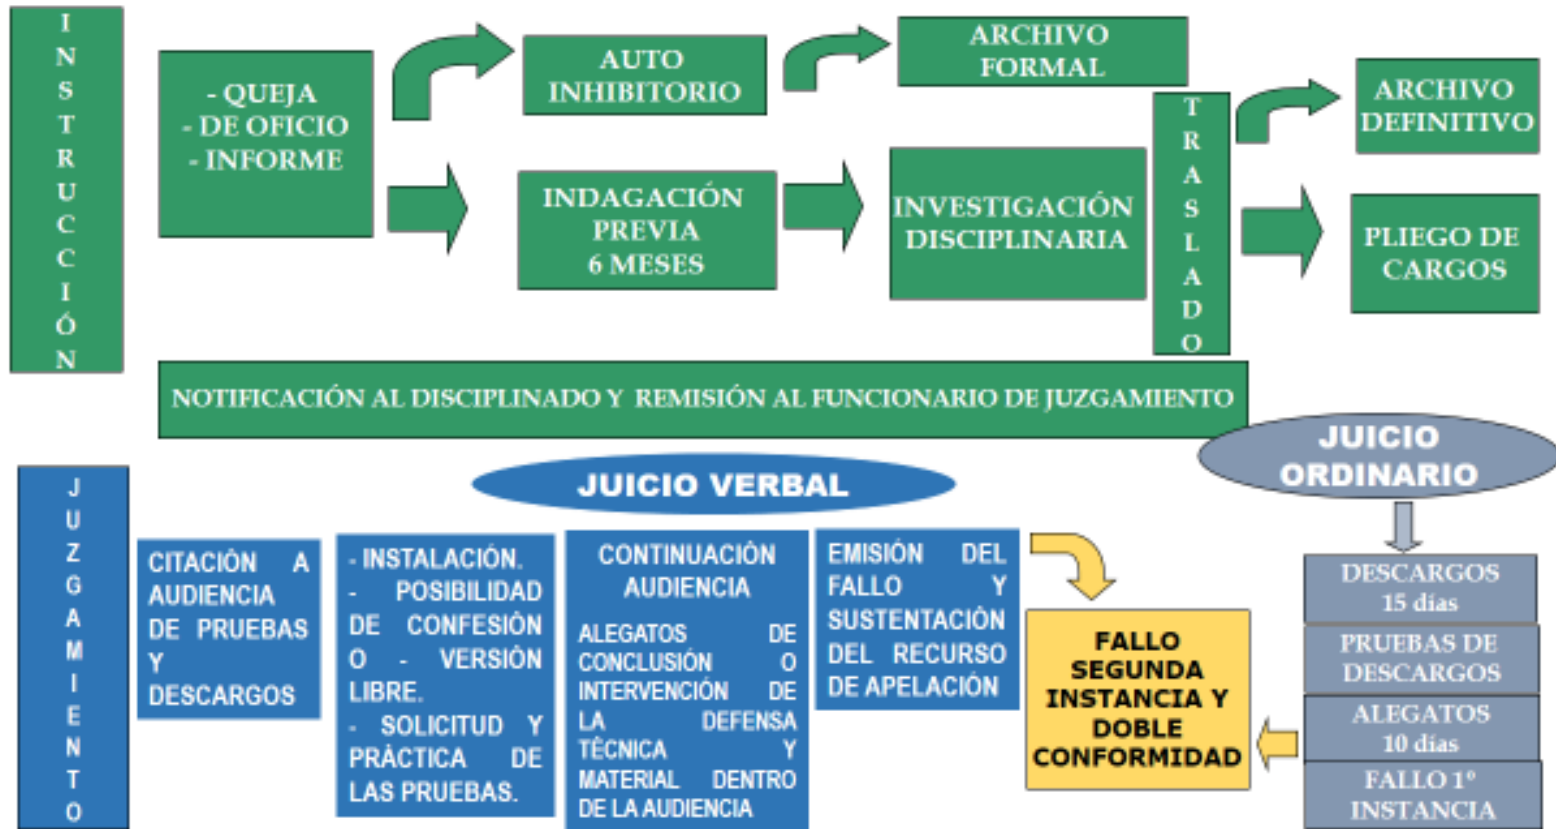 INSTRUCCIÓN
- QUEJA
- DE OFICIO
- INFORME
AUTO
INHIBITORIO
ARCHIVO
FORMAL
INDAGACIÓN
PREVIA
6 MESES
INVESTIGACIÓN
DISCIPLINARIA
TRASLADO
ARCHIVO
DEFINITIVO
PLIEGO DE
CARGOS
NOTIFICACIÓN AL DISCIPLINADO Y REMISIÓN AL FUNCIONARIO DE JUZGAMIENTO
JUZGAMIENTO
JUICIO VERBAL
CITACIÓN A
AUDIENCIA
DE PRUEBAS
Y
DESCARGOS
- INSTALACIÓN.
- POSIBILIDAD
DE CONFESIÓN
O - VERSIÓN
LIBRE.
- SOLICITUD Y
PRÁCTICA DE
LAS PRUEBAS.
CONTINUACIÓN
AUDIENCIA
ALEGATOS DE
CONCLUSIÓN O
INTERVENCIÓN DE
LA DEFENSA
TÉCNICA Y
MATERIAL DENTRO
DE LA AUDIENCIA
EMISIÓN DEL
FALLO Y
SUSTENTACIÓN
DEL RECURSO
DE APELACIÓN
FALLO
SEGUNDA
INSTANCIA Y
DOBLE
CONFORMIDAD
JUICIO
ORDINARIO
DESCARGOS
15 días
PRUEBAS DE
DESCARGOS
ALEGATOS
10 días
FALLO 1º
INSTANCIA